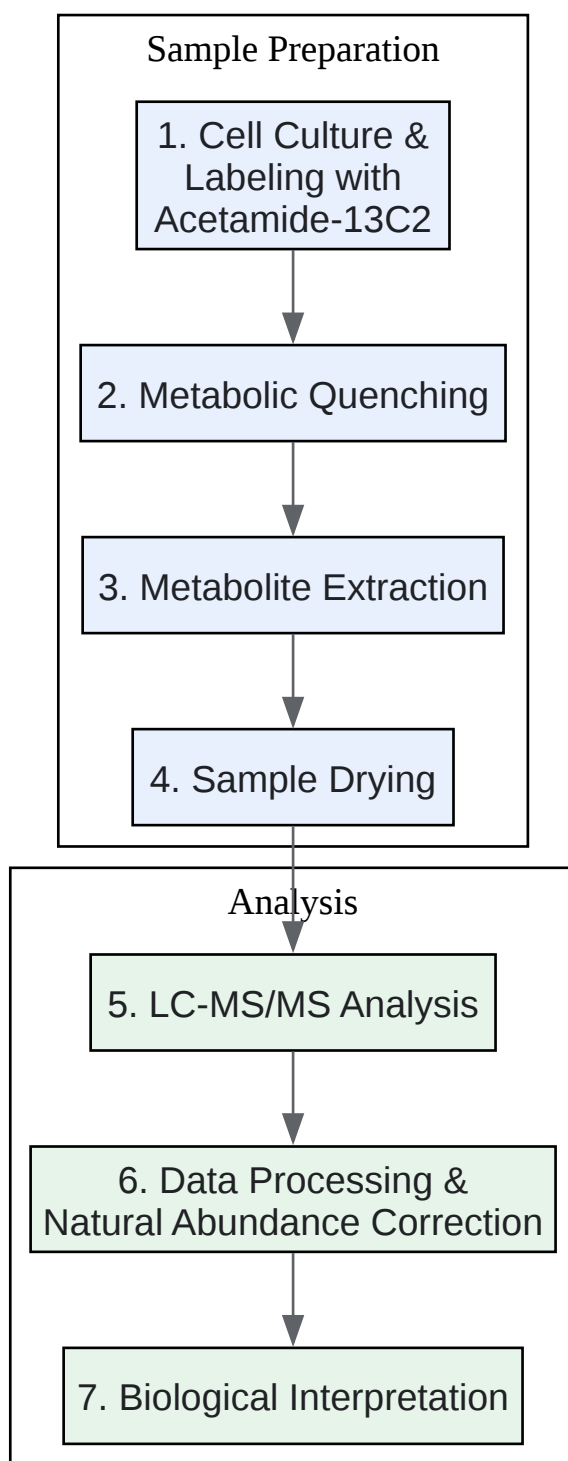 Sample Preparation
1. Cell Culture &
Labeling with
Acetamide-13C2
2. Metabolic Quenching
3. Metabolite Extraction
4. Sample Drying
Analysis
5. LC-MS/MS Analysis
6. Data Processing &
Natural Abundance Correction
7. Biological Interpretation